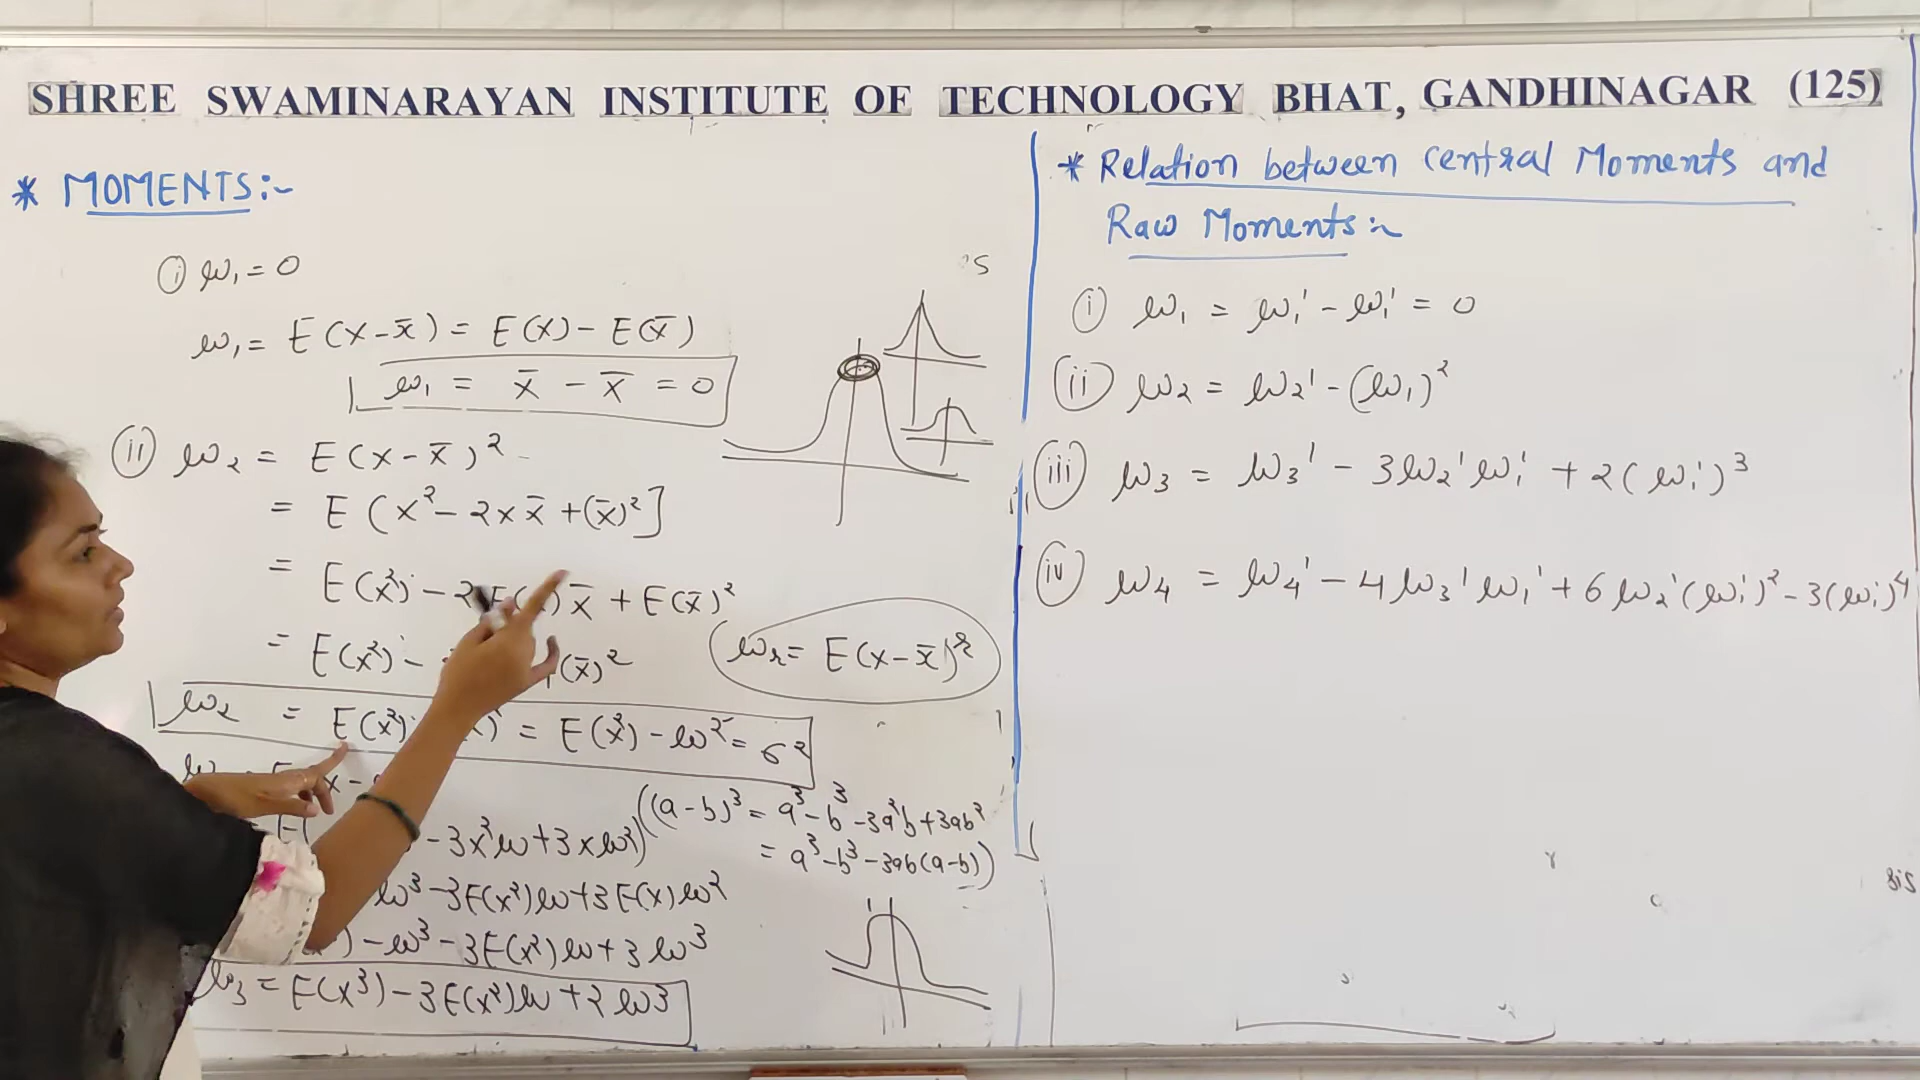 SHREE SWAMINARAYAN INSTITUTE OF TECHNOLOGY BHAT, GANDHINAGAR (125)
* MOMENTS:-
(i) μ₁ = 0
μ₁ = E(x-x̄) = E(x) - E(x̄)
μ₁ = x̄ - x̄ = 0
(ii) μ₂ = E(x-x̄)²
= E(x² - 2xx̄ + (x̄)²]
= E(x²) - 2 x̄ + E(x̄)²
= E(x²) - (x̄)²
μ₂ = E(x²) = E(x²) - μ² = σ²
μᵣ = E(x-x̄)ʳ
((a-b)³ = a³ - b³ - 3a²b + 3ab²
= a³ - b³ - 3ab(a-b))
- 3x²μ + 3xμ²)
μ³ - 3E(x²)μ + 3E(x)μ²
- μ³ - 3E(x²)μ + 3μ³
μ₃ = E(x³) - 3E(x²)μ + 2μ³
* Relation between Central Moments and
Raw Moments:-
(i) μ₁ = μ₁' - μ₁' = 0
(ii) μ₂ = μ₂' - (μ₁)²
(iii) μ₃ = μ₃' - 3μ₂'μ₁' + 2(μ₁')³
(iv) μ₄ = μ₄' - 4μ₃'μ₁' + 6μ₂'(μ₁')² - 3(μ₁')⁴